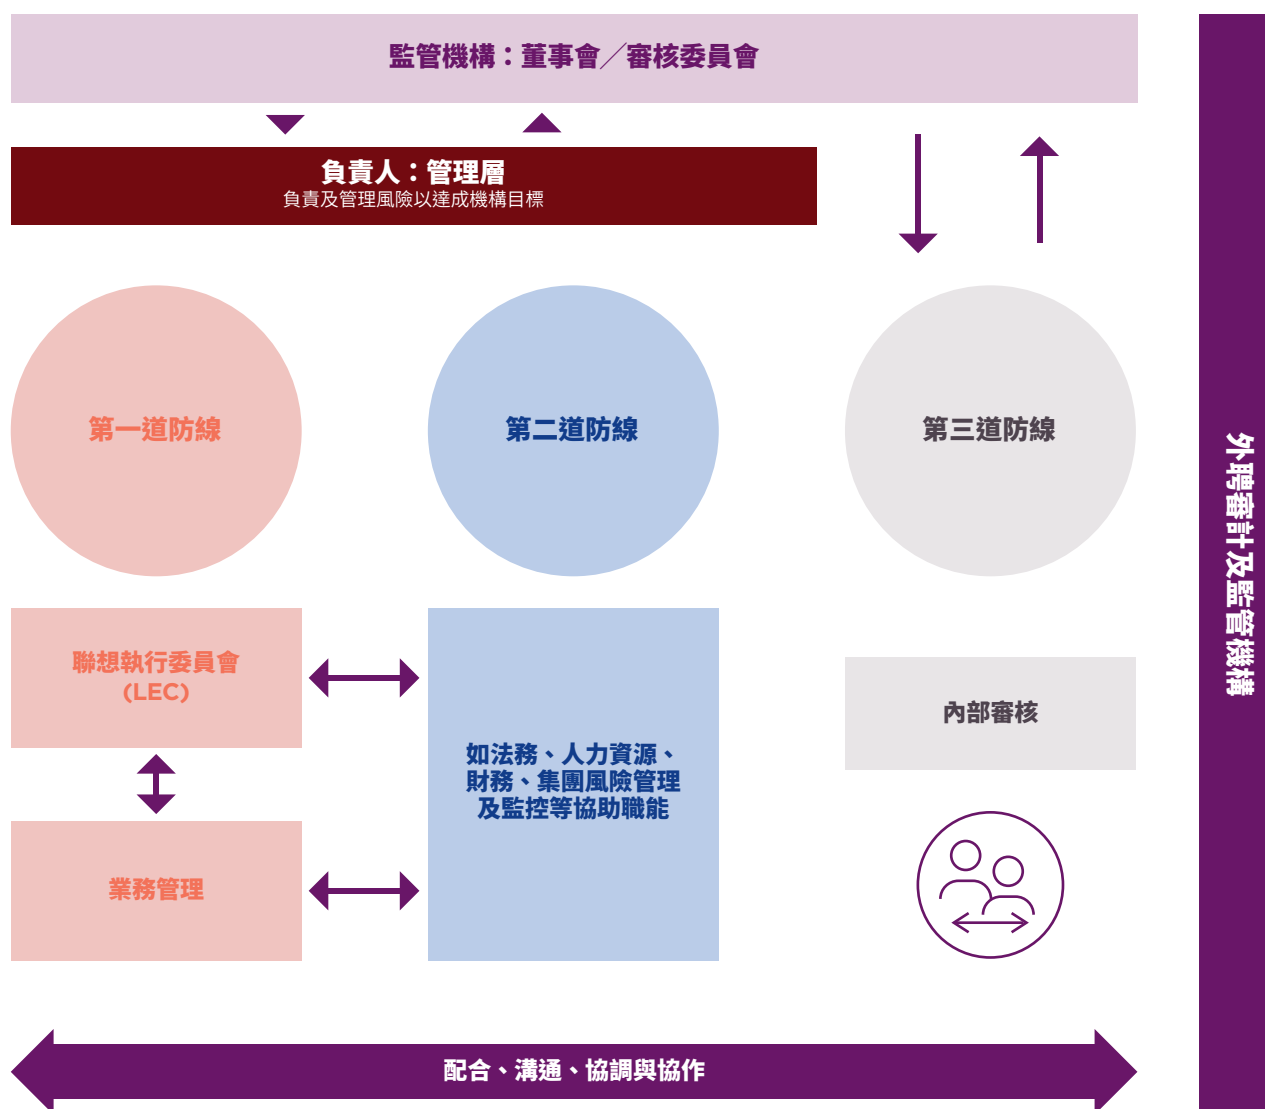 監管機構：董事會／審核委員會
負責人：管理層
負責及管理風險以達成機構目標
第一道防線
第二道防線
第三道防線
聯想執行委員會
(LEC)
業務管理
如法務、人力資源、
財務、集團風險管理
及監控等協助職能
內部審核
配合、溝通、協調與協作
外聘審計及監管機構